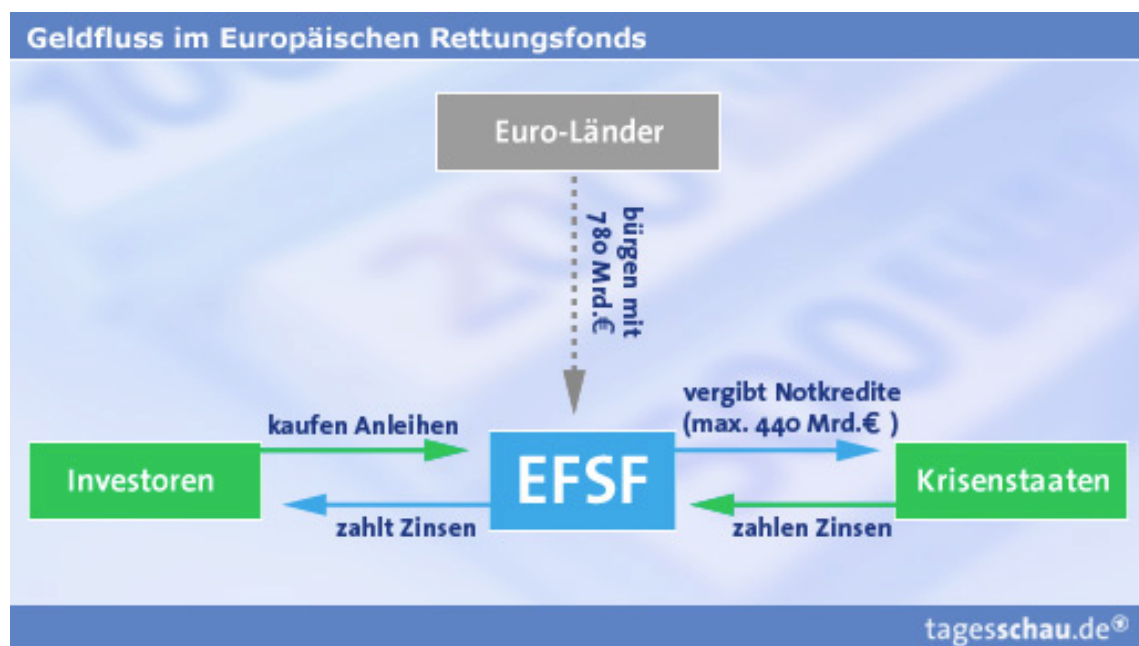 Geldfluss im Europäischen Rettungsfonds
Euro-Länder
bürgen mit
780 Mrd.€
kaufen Anleihen
vergibt Notkredite
(max. 440 Mrd.€ )
Investoren
EFSF
Krisenstaaten
zahlt Zinsen
zahlen Zinsen
tagesschau.de